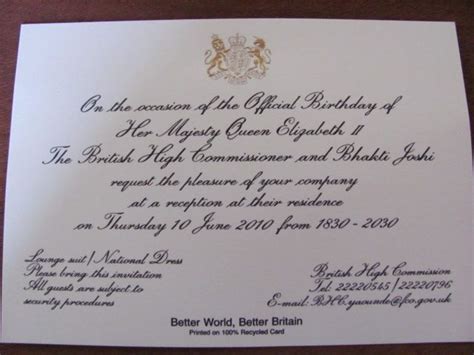 On the occasion of the Official Birthday of
Her Majesty Queen Elizabeth II
The British High Commissioner and Bhakti Joshi
request the pleasure of your company
at a reception at their residence
on Thursday 10 June 2010 from 1830 - 2030
Lounge suit / National Dress
Please bring this invitation
All guests are subject to
security procedures
British High Commission
Tel: 22220545 / 22220796
E-mail: BHC.yaounde@fco.gov.uk
Better World, Better Britain
Printed on 100% Recycled Card